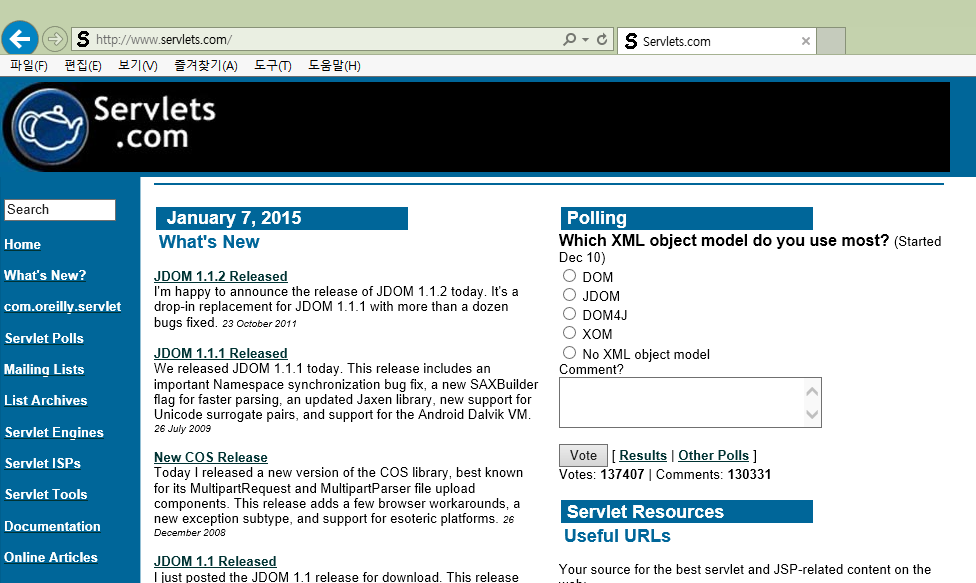 http://www.servlets.com/
Servlets.com
파일(F) 편집(E) 보기(V) 즐겨찾기(A) 도구(T) 도움말(H)
Servlets
.com
Search
Home
What's New?
com.oreilly.servlet
Servlet Polls
Mailing Lists
List Archives
Servlet Engines
Servlet ISPs
Servlet Tools
Documentation
Online Articles
January 7, 2015
What's New
JDOM 1.1.2 Released
I'm happy to announce the release of JDOM 1.1.2 today. It's a
drop-in replacement for JDOM 1.1.1 with more than a dozen
bugs fixed. 23 October 2011
JDOM 1.1.1 Released
We released JDOM 1.1.1 today. This release includes an
important Namespace synchronization bug fix, a new SAXBuilder
flag for faster parsing, an updated Jaxen library, new support for
Unicode surrogate pairs, and support for the Android Dalvik VM.
26 July 2009
New COS Release
Today I released a new version of the COS library, best known
for its MultipartRequest and MultipartParser file upload
components. This release adds a few browser workarounds, a
new exception subtype, and support for esoteric platforms. 26
December 2008
JDOM 1.1 Released
I just posted the JDOM 1.1 release for download. This release
Polling
Which XML object model do you use most? (Started
Dec 10)
DOM
JDOM
DOM4J
XOM
No XML object model
Comment?
Vote [ Results | Other Polls ]
Votes: 137407 | Comments: 130331
Servlet Resources
Useful URLs
Your source for the best servlet and JSP-related content on the